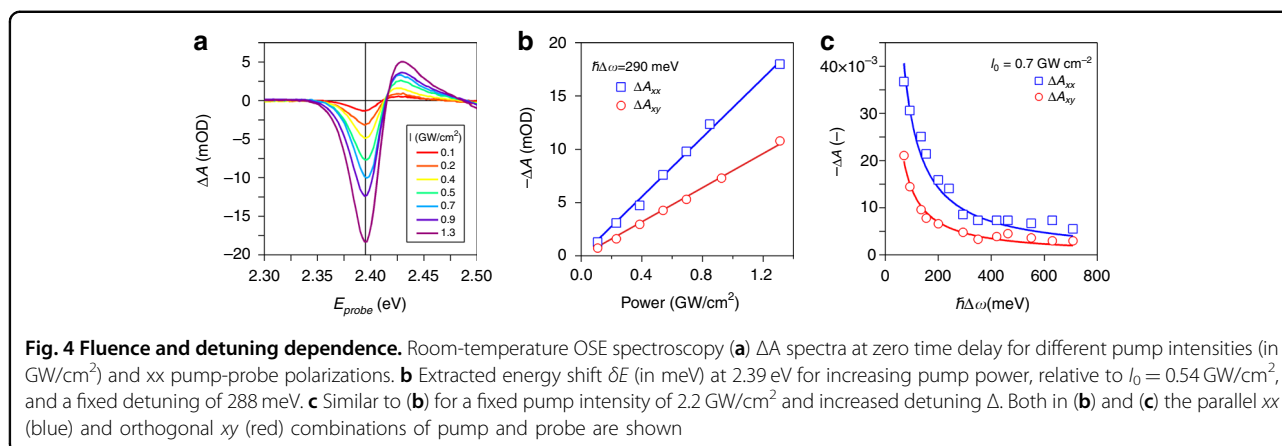 a
5
0
−5
−10
−15
−20
ΔA (mOD)
2.30
2.35
2.40
2.45
2.50
E_probe (eV)
I (GW/cm²)
0.1
0.2
0.4
0.5
0.7
0.9
1.3
b
20
15
10
5
0
−ΔA (mOD)
0.0
0.4
0.8
1.2
Power (GW/cm²)
ℏΔω=290 meV
ΔA_xx
ΔA_xy
c
40×10⁻³
30
20
10
0
−ΔA (−)
0
200
400
600
800
ℏΔω(meV)
I₀ = 0.7 GW cm⁻²
ΔA_xx
ΔA_xy
Fig. 4 Fluence and detuning dependence. Room-temperature OSE spectroscopy (a) ΔA spectra at zero time delay for different pump intensities (in
GW/cm²) and xx pump-probe polarizations. b Extracted energy shift δE (in meV) at 2.39 eV for increasing pump power, relative to I₀ = 0.54 GW/cm²,
and a fixed detuning of 288 meV. c Similar to (b) for a fixed pump intensity of 2.2 GW/cm² and increased detuning Δ. Both in (b) and (c) the parallel xx
(blue) and orthogonal xy (red) combinations of pump and probe are shown